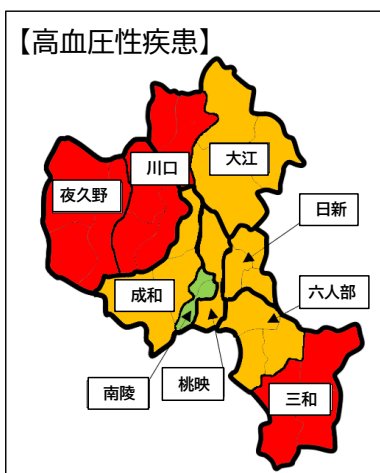 【高血圧性疾患】
大江
川口
夜久野
日新
成和
六人部
南陵
桃映
三和